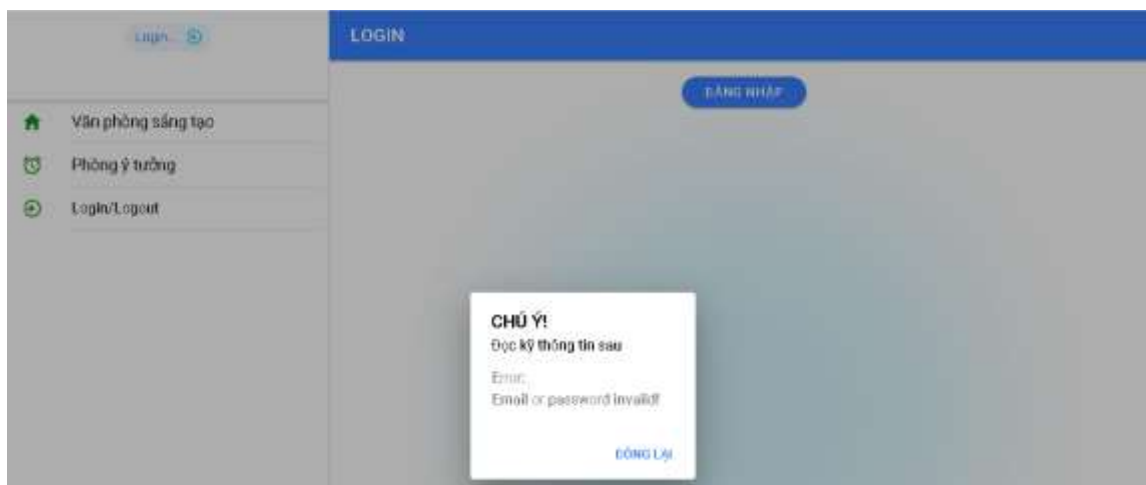 Login...
LOGIN
ĐĂNG NHẬP
Văn phòng sáng tạo
Phòng ý tưởng
Login/Logout
CHÚ Ý!
Đọc kỹ thông tin sau
Error:
Email or password invalid!
ĐÓNG LẠI